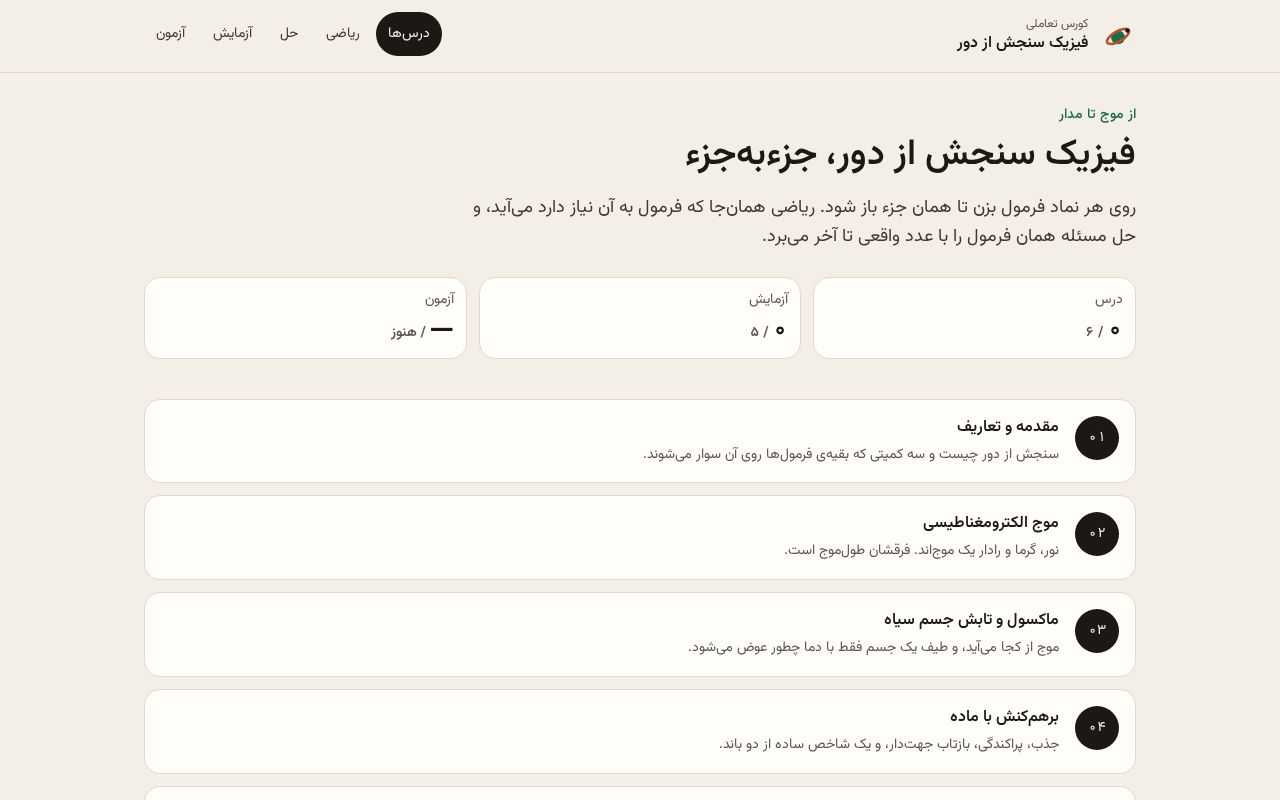 کورس تعاملی
فیزیک سنجش از دور
درس‌ها
ریاضی
حل
آزمایش
آزمون
از موج تا مدار
فیزیک سنجش از دور، جزءبه‌جزء
روی هر نماد فرمول بزن تا همان جزء باز شود. ریاضی همان‌جا که فرمول به آن نیاز دارد می‌آید، و
حل مسئله همان فرمول را با عدد واقعی تا آخر می‌برد.
درس
۰ / ۶
آزمایش
۰ / ۵
آزمون
— / هنوز
۰۱
مقدمه و تعاریف
سنجش از دور چیست و سه کمیتی که بقیه‌ی فرمول‌ها روی آن سوار می‌شوند.
۰۲
موج الکترومغناطیسی
نور، گرما و رادار یک موج‌اند. فرقشان طول‌موج است.
۰۳
ماکسول و تابش جسم سیاه
موج از کجا می‌آید، و طیف یک جسم فقط با دما چطور عوض می‌شود.
۰۴
برهم‌کنش با ماده
جذب، پراکندگی، بازتاب جهت‌دار، و یک شاخص ساده از دو باند.